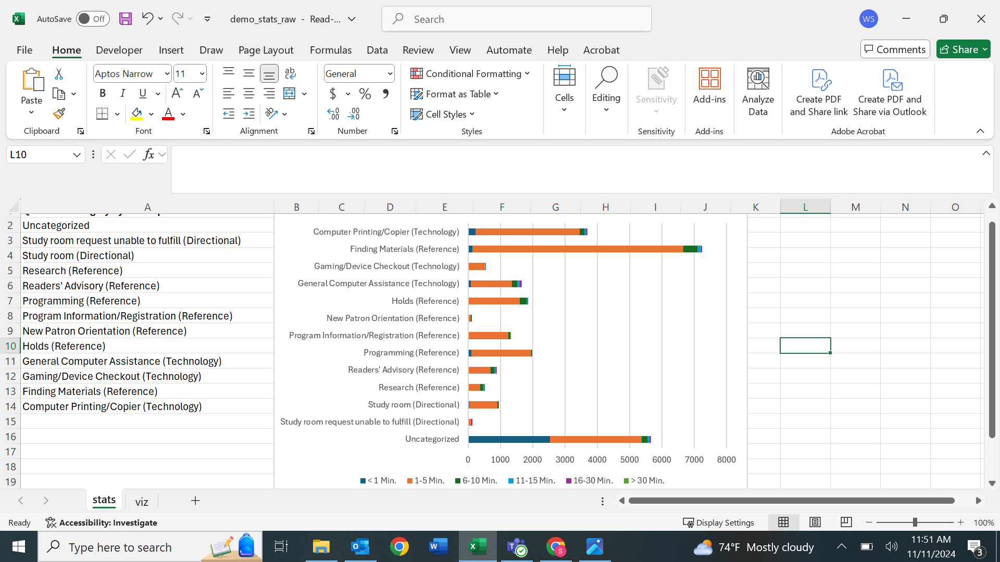 AutoSave Off demo_stats_raw - Read-... Search WS
File Home Developer Insert Draw Page Layout Formulas Data Review View Automate Help Acrobat Comments Share
Paste
Clipboard
Aptos Narrow 11
B I U A A
A
Font
ab
Alignment
General
$ % 9
.00 .00
Number
Conditional Formatting
Format as Table
Cell Styles
Styles
Cells
Editing
Sensitivity
Sensitivity
Add-ins
Add-ins
Analyze
Data
Create PDF
and Share link
Create PDF and
Share via Outlook
Adobe Acrobat
L10 fx
A B C D E F G H I J K L M N O
2 Uncategorized
3 Study room request unable to fulfill (Directional)
4 Study room (Directional)
5 Research (Reference)
6 Readers' Advisory (Reference)
7 Programming (Reference)
8 Program Information/Registration (Reference)
9 New Patron Orientation (Reference)
10 Holds (Reference)
11 General Computer Assistance (Technology)
12 Gaming/Device Checkout (Technology)
13 Finding Materials (Reference)
14 Computer Printing/Copier (Technology)
15
16
17
18
19
Computer Printing/Copier (Technology)
Finding Materials (Reference)
Gaming/Device Checkout (Technology)
General Computer Assistance (Technology)
Holds (Reference)
New Patron Orientation (Reference)
Program Information/Registration (Reference)
Programming (Reference)
Readers' Advisory (Reference)
Research (Reference)
Study room (Directional)
Study room request unable to fulfill (Directional)
Uncategorized
0 1000 2000 3000 4000 5000 6000 7000 8000
< 1 Min. 1-5 Min. 6-10 Min. 11-15 Min. 16-30 Min. > 30 Min.
stats viz
Ready Accessibility: Investigate Display Settings 100%
Type here to search 74°F Mostly cloudy 11:51 AM
11/11/2024 3